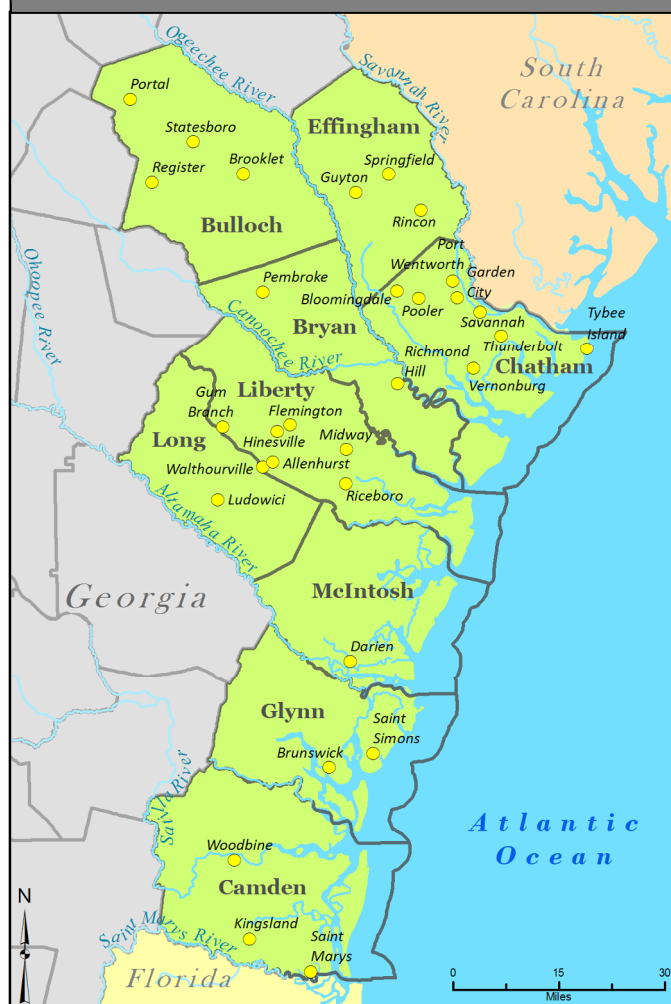 Ogeechee River
Savannah River
South
Carolina
Portal
Effingham
Statesboro
Brooklet
Springfield
Register
Guyton
Rincon
Bulloch
Port
Wentworth
Garden
City
Ohoopee River
Pembroke
Bloomingdale
Pooler
Canoochee River
Bryan
Savannah
Tybee
Island
Thunderbolt
Richmond
Hill
Chatham
Vernonburg
Liberty
Gum
Branch
Flemington
Long
Hinesville
Midway
Walthourville
Allenhurst
Ludowici
Riceboro
Altamaha River
Georgia
McIntosh
Darien
Glynn
Saint
Simons
Brunswick
Satilla River
Atlantic
Ocean
Woodbine
Camden
N
Kingsland
Saint Marys River
Saint
Marys
Florida
0 15 30
Miles